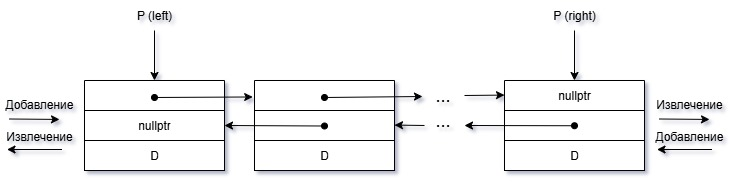 P (left)
P (right)
Добавление
Извлечение
nullptr
D
D
...
...
nullptr
D
Извлечение
Добавление